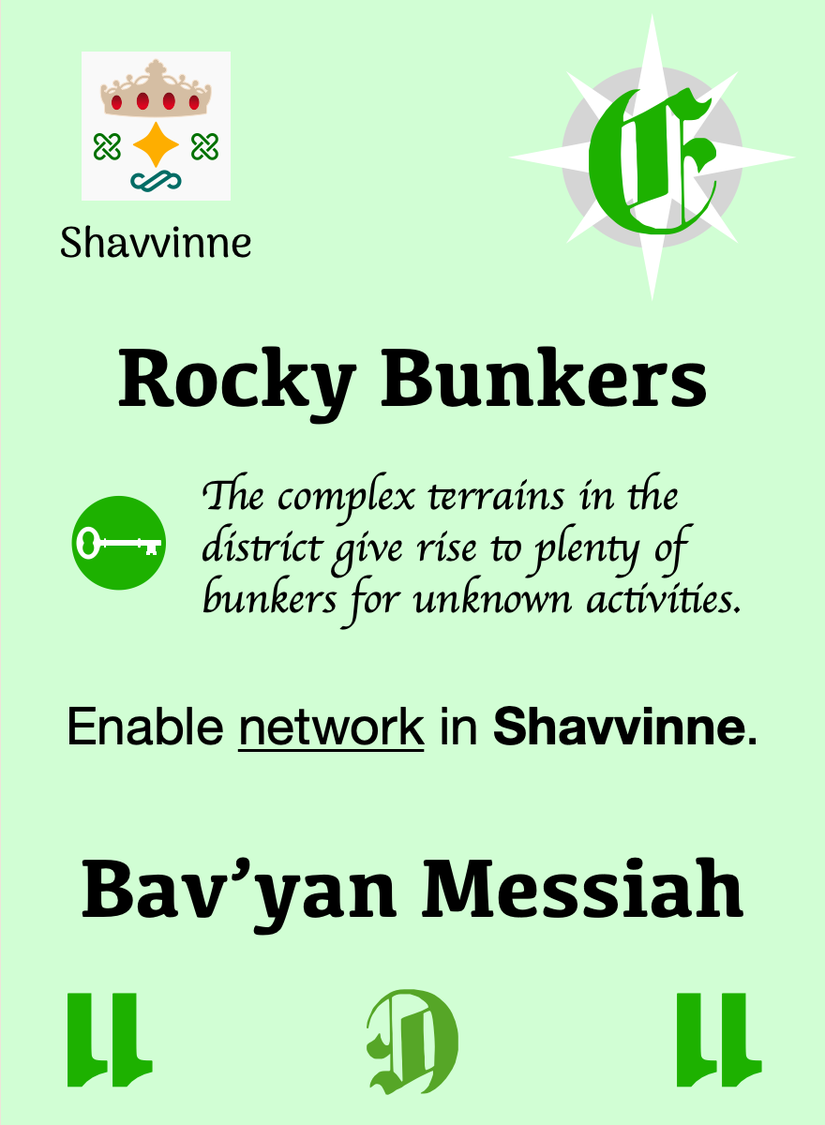 Shavvinne
E
Rocky Bunkers
The complex terrains in the
district give rise to plenty of
bunkers for unknown activities.
Enable network in Shavvinne.
Bav’yan Messiah